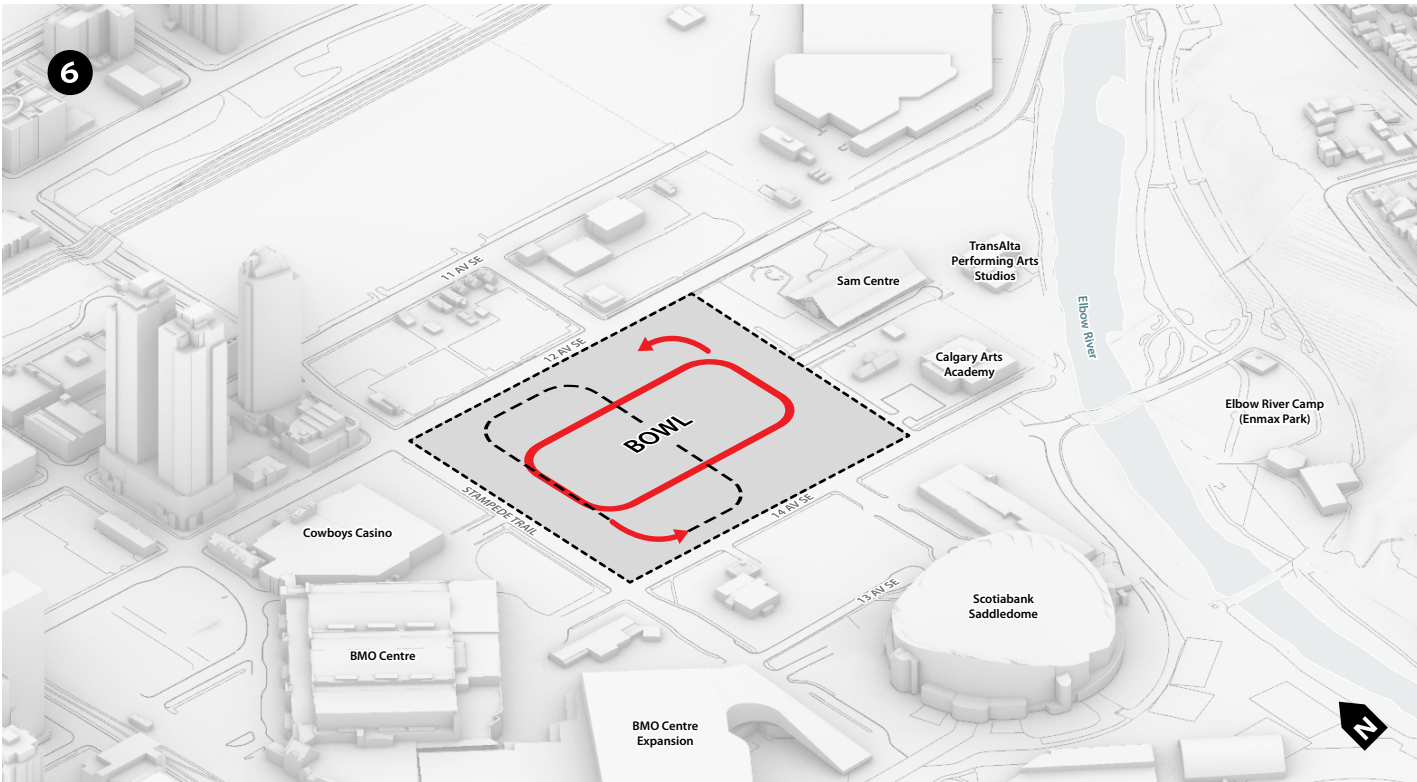 6
TransAlta
Performing Arts
Studios
11 AV SE
Sam Centre
Elbow River
12 AV SE
Calgary Arts
Academy
Elbow River Camp
(Enmax Park)
BOWL
STAMPEDE TRAIL
14 AV SE
Cowboys Casino
13 AV SE
Scotiabank
Saddledome
BMO Centre
BMO Centre
Expansion
N